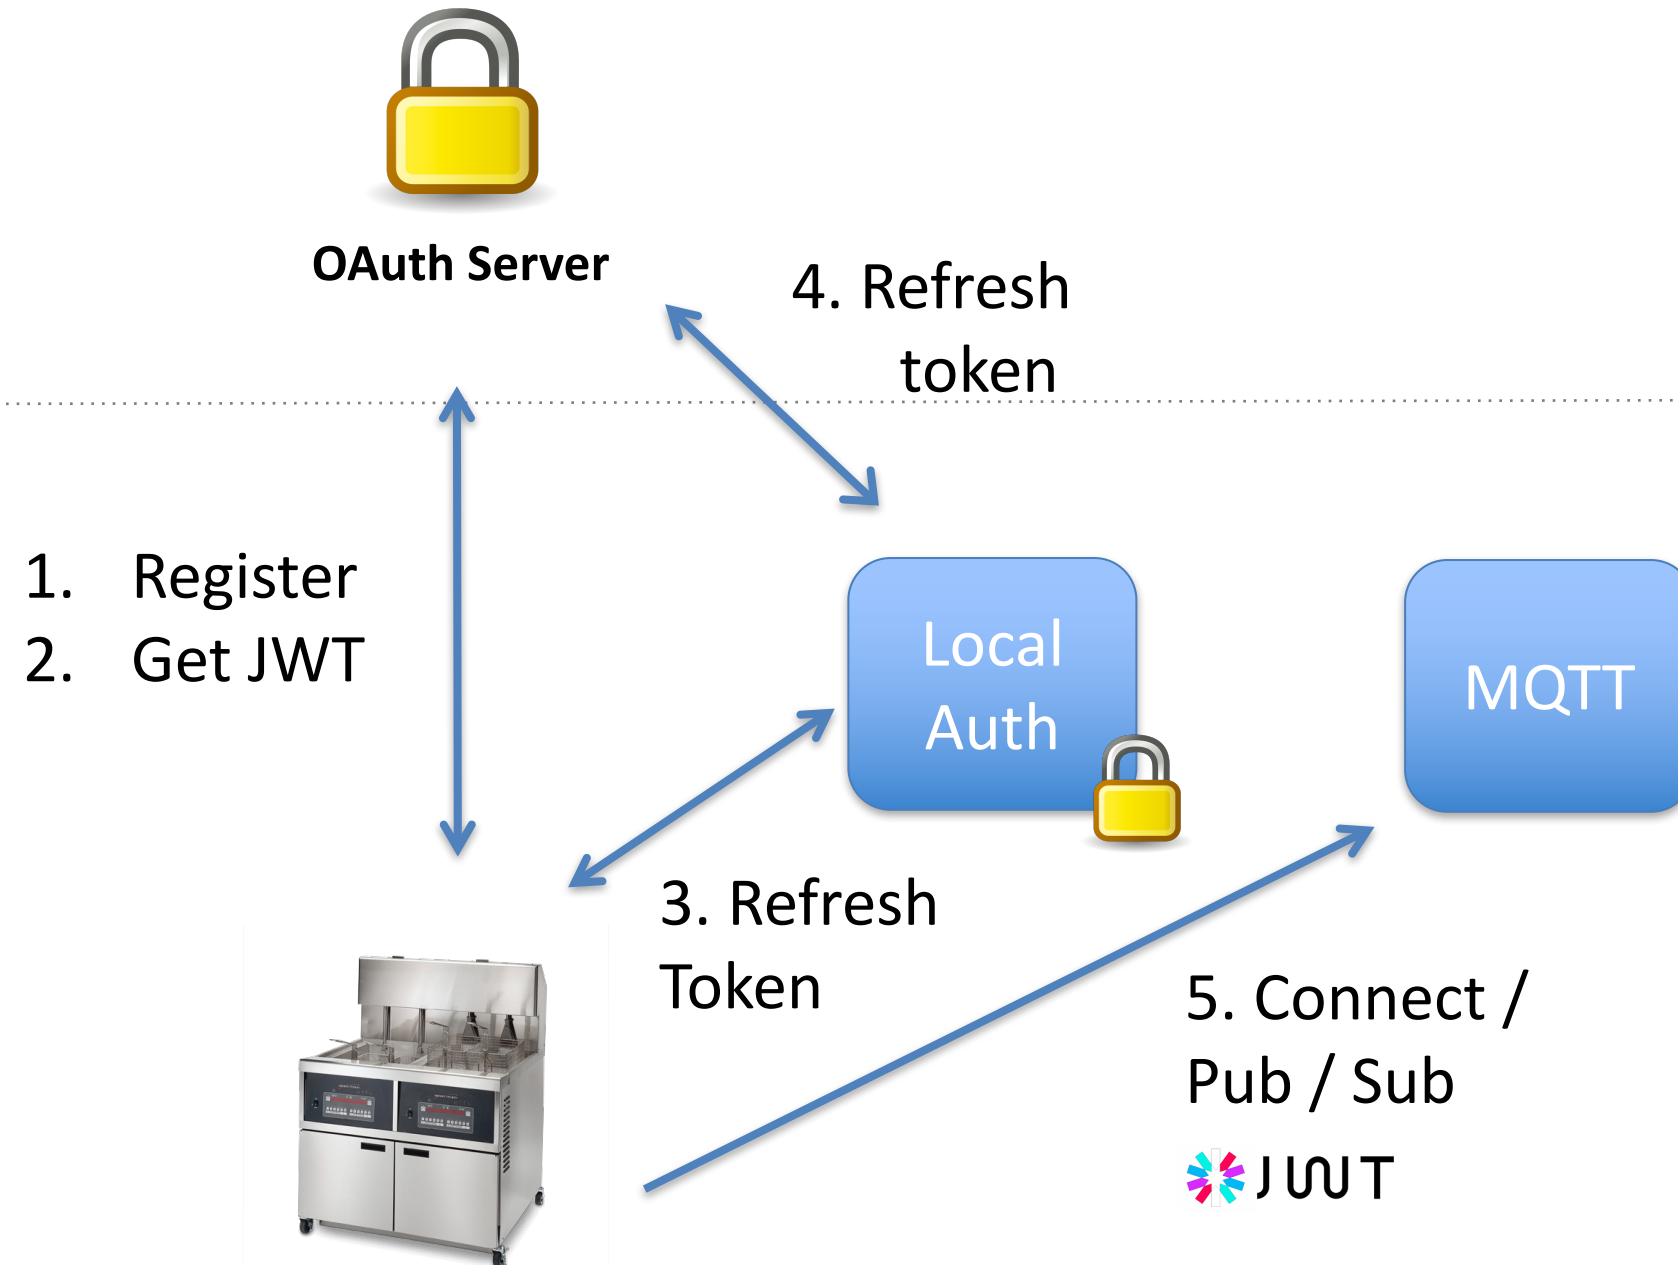 OAuth Server
4. Refresh
token
1. Register
2. Get JWT
Local
Auth
MQTT
3. Refresh
Token
5. Connect /
Pub / Sub
JWT